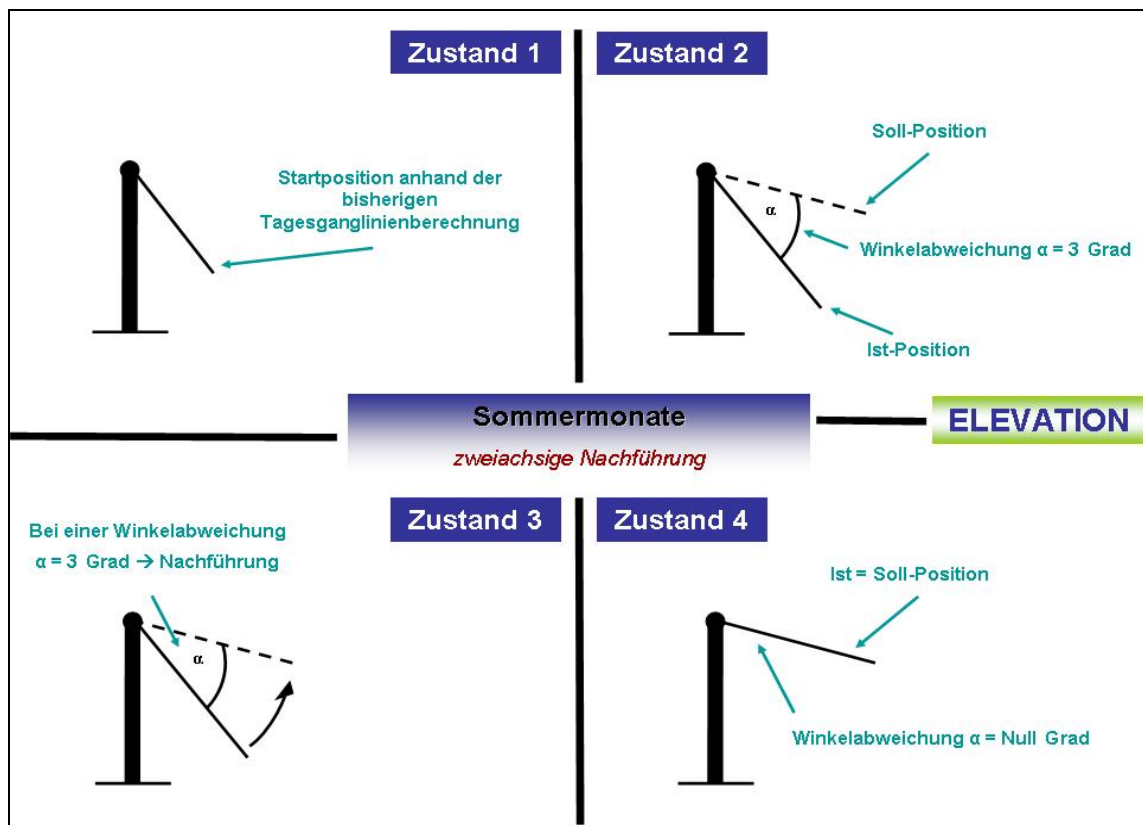 Zustand 1
Startposition anhand der
bisherigen
Tagesganglinienberechnung
Zustand 2
Soll-Position
α
Winkelabweichung α = 3 Grad
Ist-Position
Sommermonate
zweiachsige Nachführung
ELEVATION
Zustand 3
Bei einer Winkelabweichung
α = 3 Grad → Nachführung
α
Zustand 4
Ist = Soll-Position
Winkelabweichung α = Null Grad